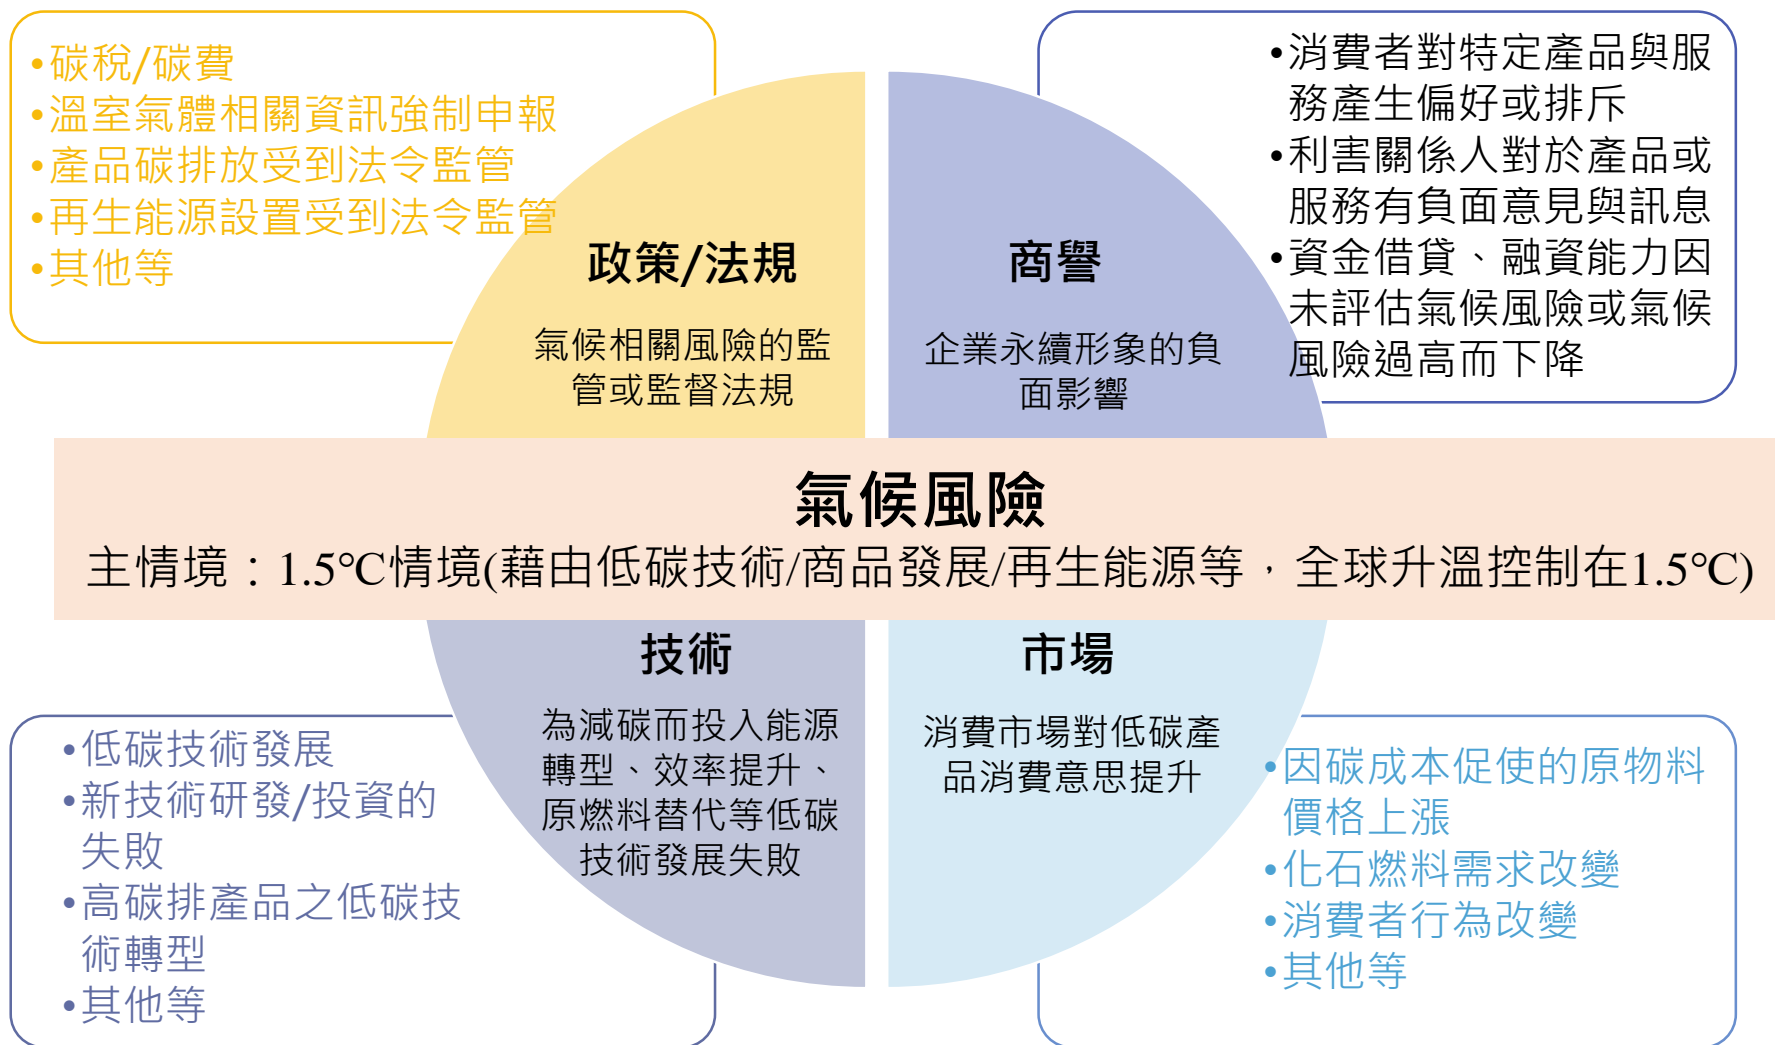 •碳稅/碳費
•溫室氣體相關資訊強制申報
•產品碳排放受到法令監管
•再生能源設置受到法令監管
•其他等
政策/法規
氣候相關風險的監
管或監督法規
•消費者對特定產品與服
務產生偏好或排斥
•利害關係人對於產品或
服務有負面意見與訊息
•資金借貸、融資能力因
未評估氣候風險或氣候
風險過高而下降
商譽
企業永續形象的負
面影響
氣候風險
主情境：1.5°C情境(藉由低碳技術/商品發展/再生能源等，全球升溫控制在1.5°C)
技術
為減碳而投入能源
轉型、效率提升、
原燃料替代等低碳
技術發展失敗
•低碳技術發展
•新技術研發/投資的
失敗
•高碳排產品之低碳技
術轉型
•其他等
市場
消費市場對低碳產
品消費意思提升
•因碳成本促使的原物料
價格上漲
•化石燃料需求改變
•消費者行為改變
•其他等